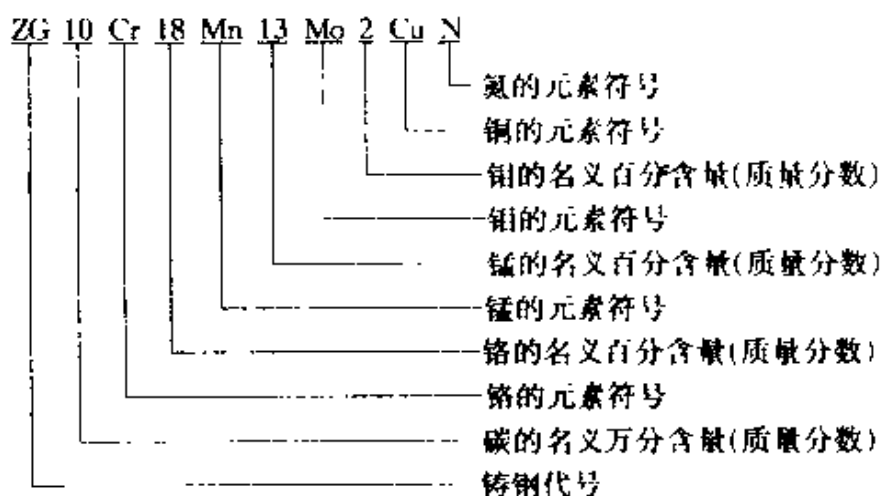 ZG 10 Cr 18 Mn 13 Mo 2 Cu N
氮的元素符号
铜的元素符号
钼的名义百分含量(质量分数)
钼的元素符号
锰的名义百分含量(质量分数)
锰的元素符号
铬的名义百分含量(质量分数)
铬的元素符号
碳的名义万分含量(质量分数)
铸钢代号